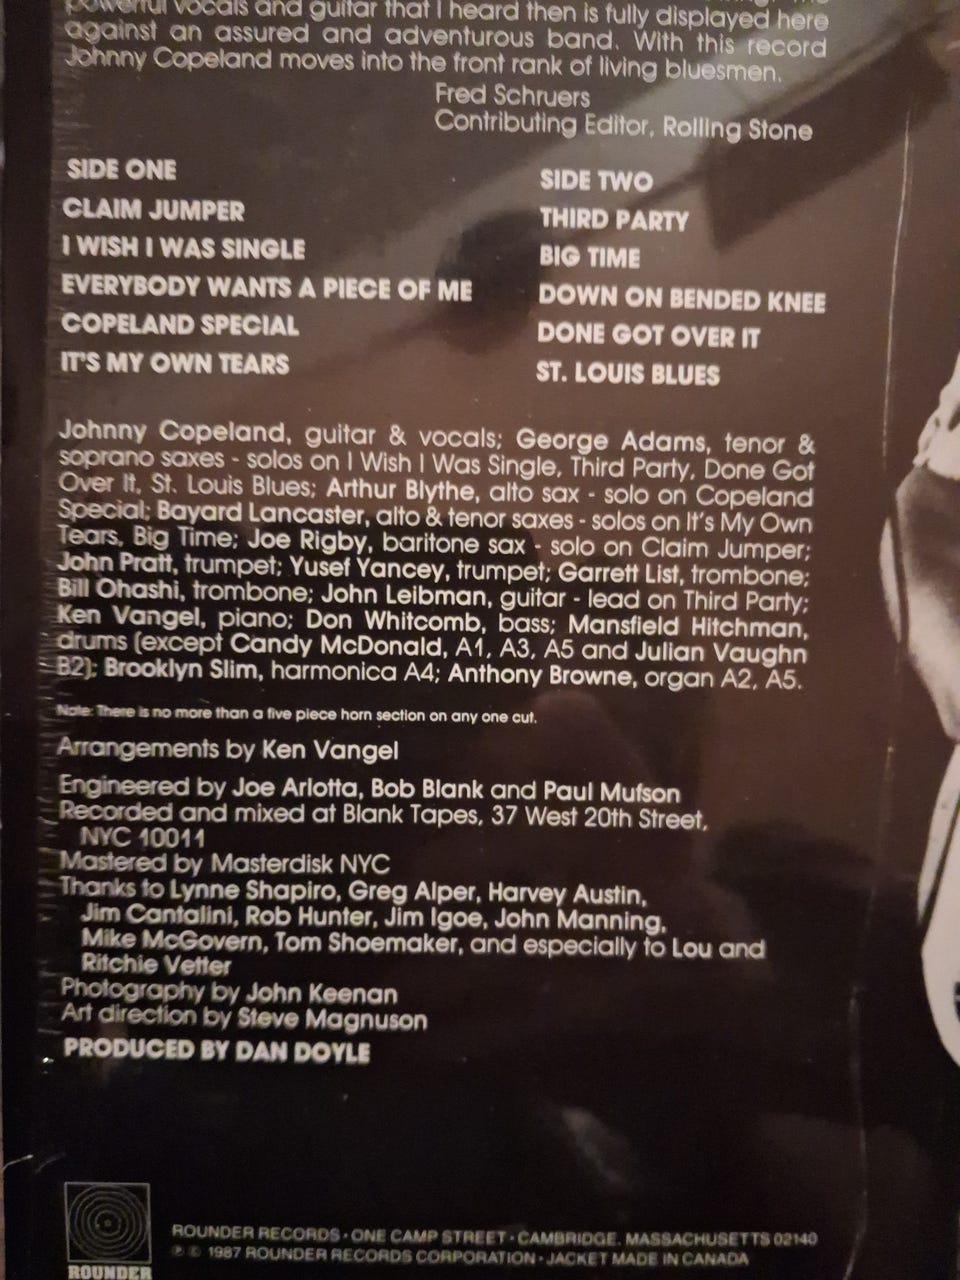 powerful vocals and guitar that I heard then is fully displayed here
against an assured and adventurous band. With this record
Johnny Copeland moves into the front rank of living bluesmen.
Fred Schruers
Contributing Editor, Rolling Stone
SIDE ONE
CLAIM JUMPER
I WISH I WAS SINGLE
EVERYBODY WANTS A PIECE OF ME
COPELAND SPECIAL
IT'S MY OWN TEARS
SIDE TWO
THIRD PARTY
BIG TIME
DOWN ON BENDED KNEE
DONE GOT OVER IT
ST. LOUIS BLUES
Johnny Copeland, guitar & vocals; George Adams, tenor &
soprano saxes - solos on I Wish I Was Single, Third Party, Done Got
Over It, St. Louis Blues; Arthur Blythe, alto sax - solo on Copeland
Special; Bayard Lancaster, alto & tenor saxes - solos on It's My Own
Tears, Big Time; Joe Rigby, baritone sax - solo on Claim Jumper;
John Pratt, trumpet; Yusef Yancey, trumpet; Garrett List, trombone;
Bill Ohashi, trombone; John Leibman, guitar - lead on Third Party;
Ken Vangel, piano; Don Whitcomb, bass; Mansfield Hitchman,
drums (except Candy McDonald, A1, A3, A5 and Julian Vaughn
B2); Brooklyn Slim, harmonica A4; Anthony Browne, organ A2, A5.
Note: There is no more than a five piece horn section on any one cut.
Arrangements by Ken Vangel
Engineered by Joe Arlotta, Bob Blank and Paul Mufson
Recorded and mixed at Blank Tapes, 37 West 20th Street,
NYC 10011
Mastered by Masterdisk NYC
Thanks to Lynne Shapiro, Greg Alper, Harvey Austin,
Jim Cantalini, Rob Hunter, Jim Igoe, John Manning,
Mike McGovern, Tom Shoemaker, and especially to Lou and
Ritchie Vetter
Photography by John Keenan
Art direction by Steve Magnuson
PRODUCED BY DAN DOYLE
ROUNDER
ROUNDER RECORDS • ONE CAMP STREET • CAMBRIDGE, MASSACHUSETTS 02140
℗ © 1987 ROUNDER RECORDS CORPORATION • JACKET MADE IN CANADA